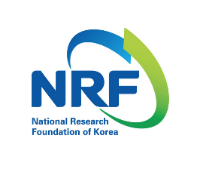 NRF
National Research
Foundation of Korea